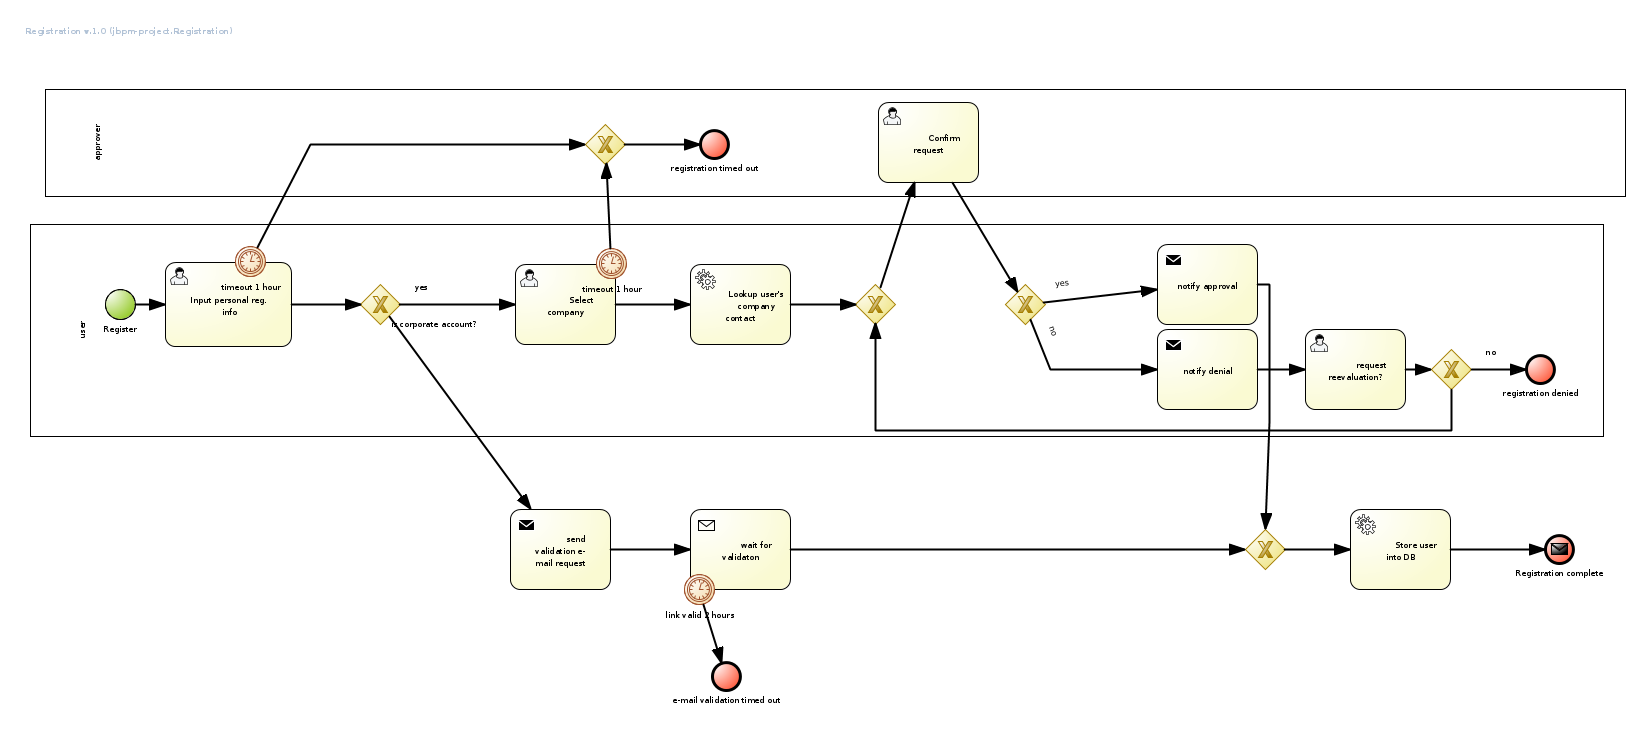 Registration v.1.0 (jbpm-project.Registration)
approver
registration timed out
Confirm
request
user
Register
timeout 1 hour
Input personal reg.
info
yes
is corporate account?
timeout 1 hour
Select
company
Lookup user's
company
contact
yes
no
notify approval
notify denial
request
reevaluation?
no
registration denied
send
validation e-
mail request
wait for
validaton
link valid 2 hours
e-mail validation timed out
Store user
into DB
Registration complete